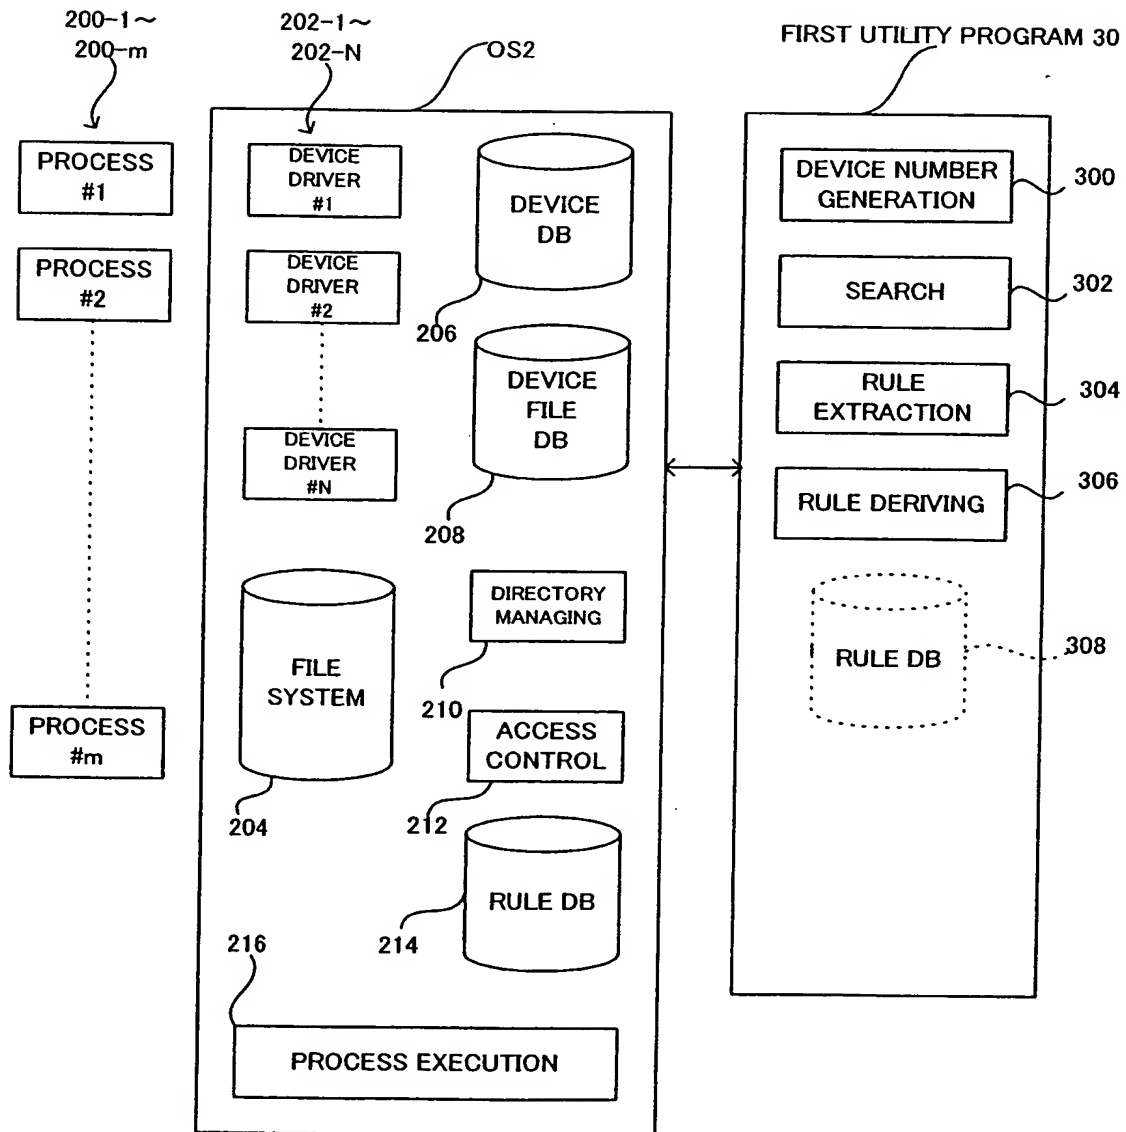 200-1～
200-m
202-1～
202-N
OS2
FIRST UTILITY PROGRAM 30
PROCESS
#1
PROCESS
#2
PROCESS
#m
DEVICE
DRIVER
#1
DEVICE
DRIVER
#2
DEVICE
DRIVER
#N
DEVICE
DB
206
DEVICE
FILE
DB
208
FILE
SYSTEM
204
DIRECTORY
MANAGING
210
ACCESS
CONTROL
212
RULE DB
214
216
PROCESS EXECUTION
DEVICE NUMBER
GENERATION
300
SEARCH
302
RULE
EXTRACTION
304
RULE DERIVING
306
RULE DB
308